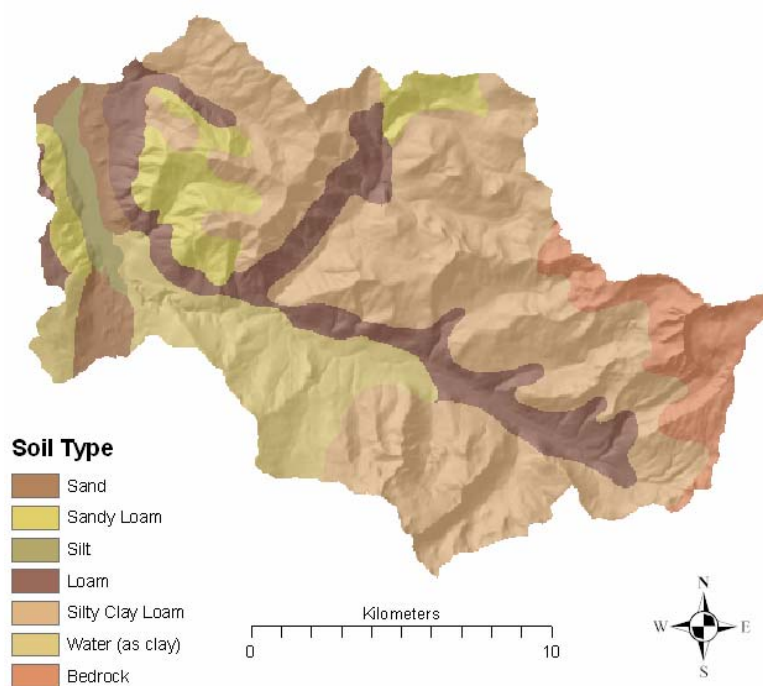 Soil Type
Sand
Sandy Loam
Silt
Loam
Silty Clay Loam
Water (as clay)
Bedrock
Kilometers
0 10
N
W E
S